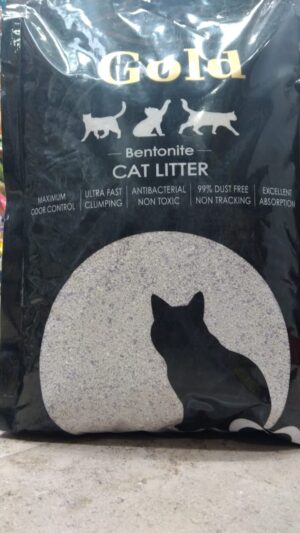 Gold
Bentonite
CAT LITTER
MAXIMUM ODOR CONTROL
ULTRA FAST CLUMPING
ANTIBACTERIAL NON TOXIC
99% DUST FREE NON TRACKING
EXCELLENT ABSORPTION